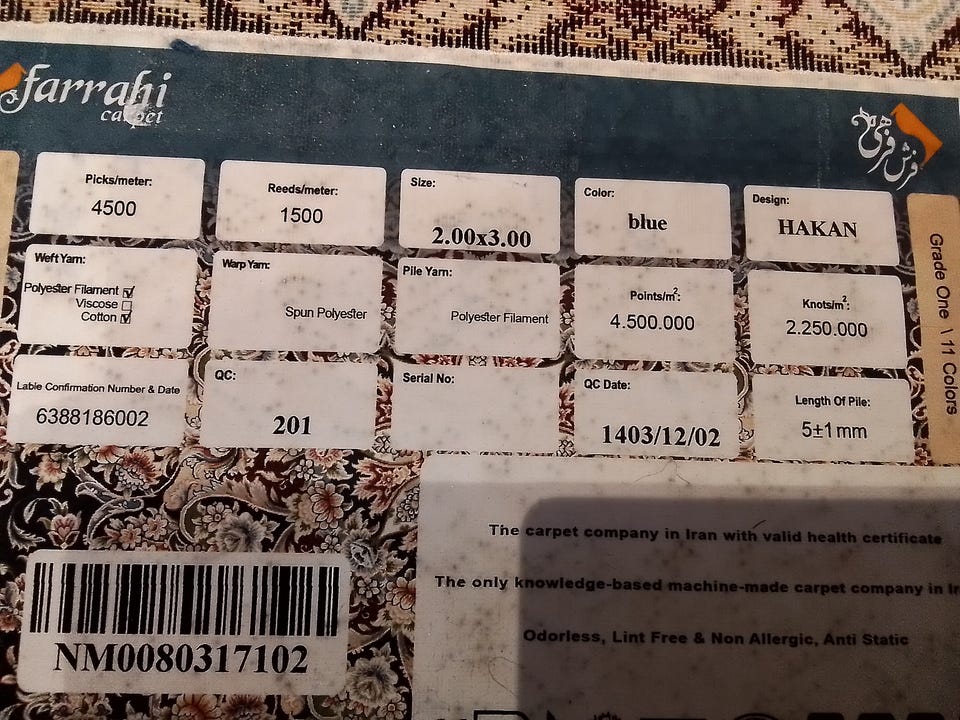 farrahi
carpet
فرش فرهی
Picks/meter:
4500
Reeds/meter:
1500
Size:
2.00x3.00
Color:
blue
Design:
HAKAN
Weft Yarn:
Polyester Filament ☑
Viscose ☐
Cotton ☑
Warp Yarn:
Spun Polyester
Pile Yarn:
Polyester Filament
Points/m²:
4.500.000
Knots/m²:
2.250.000
Grade One \ 11 Colors
Lable Confirmation Number & Date
6388186002
QC:
201
Serial No:
QC Date:
1403/12/02
Length Of Pile:
5±1 mm
The carpet company in Iran with valid health certificate
The only knowledge-based machine-made carpet company in
Odorless, Lint Free & Non Allergic, Anti Static
NM0080317102